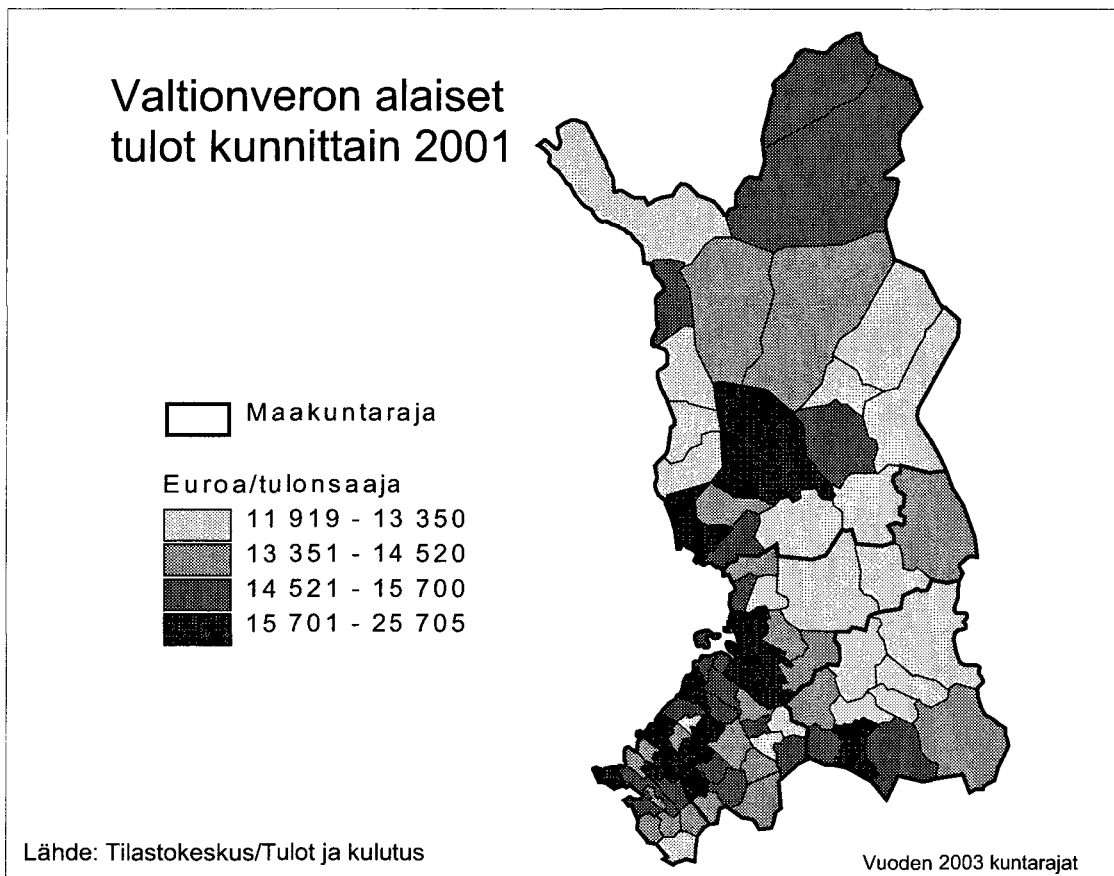 Valtionveron alaiset
tulot kunnittain 2001
Maakuntaraja
Euroa/tulonsaaja
11 919 - 13 350
13 351 - 14 520
14 521 - 15 700
15 701 - 25 705
Lähde: Tilastokeskus/Tulot ja kulutus
Vuoden 2003 kuntarajat